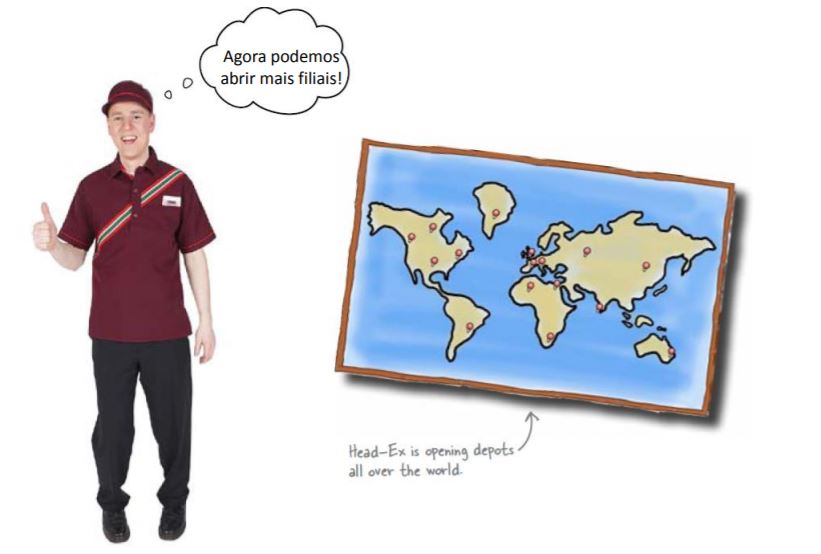 Agora podemos
abrir mais filiais!
Head-Ex is opening depots
all over the world.